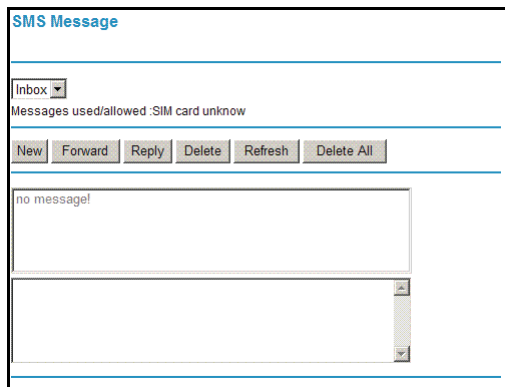 SMS Message
Inbox
Messages used/allowed :SIM card unknow
New Forward Reply Delete Refresh Delete All
no message!